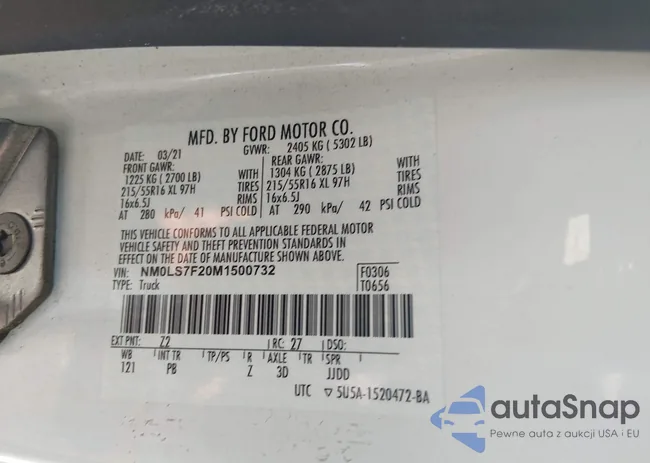 MFD. BY FORD MOTOR CO.
DATE: 03/21 GVWR: 2405 KG ( 5302 LB)
FRONT GAWR: REAR GAWR:
1225 KG ( 2700 LB) WITH 1304 KG ( 2875 LB) WITH
215/55R16 XL 97H TIRES 215/55R16 XL 97H TIRES
16x6.5J RIMS 16x6.5J RIMS
AT 280 kPa/ 41 PSI COLD AT 290 kPa/ 42 PSI COLD
THIS VEHICLE CONFORMS TO ALL APPLICABLE FEDERAL MOTOR
VEHICLE SAFETY AND THEFT PREVENTION STANDARDS IN
EFFECT ON THE DATE OF MANUFACTURE SHOWN ABOVE.
VIN: NM0LS7F20M1500732 F0306
TYPE: Truck T0656
EXT PNT: Z2 RC: 27 DSO:
WB INT TR TP/PS R AXLE TR SPR
121 PB Z 3D JJDD
UTC ▽ 5U5A-1520472-BA
autaSnap
Pewne auta z aukcji USA i EU